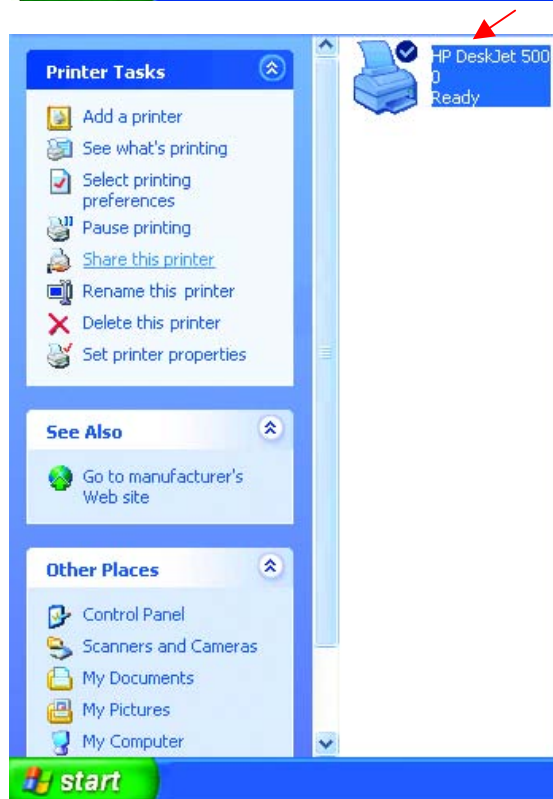 Printer Tasks
Add a printer
See what's printing
Select printing
preferences
Pause printing
Share this printer
Rename this printer
Delete this printer
Set printer properties
See Also
Go to manufacturer's
Web site
Other Places
Control Panel
Scanners and Cameras
My Documents
My Pictures
My Computer
HP DeskJet 500
0
Ready
start